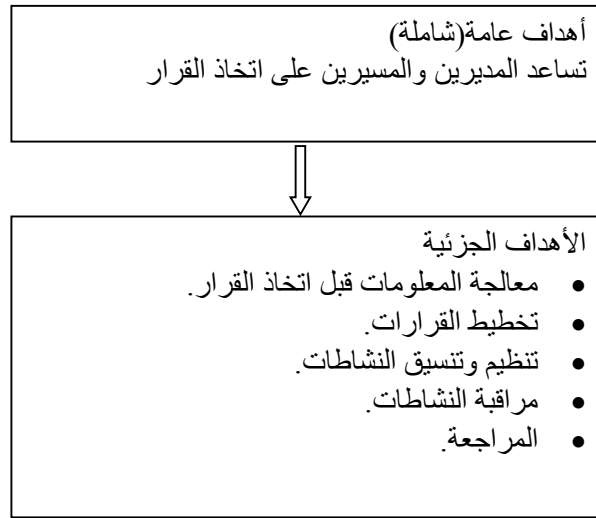 أهداف عامة(شاملة)
تساعد المديرين والمسيرين على اتخاذ القرار
الأهداف الجزئية
• معالجة المعلومات قبل اتخاذ القرار.
• تخطيط القرارات.
• تنظيم وتنسيق النشاطات.
• مراقبة النشاطات.
• المراجعة.